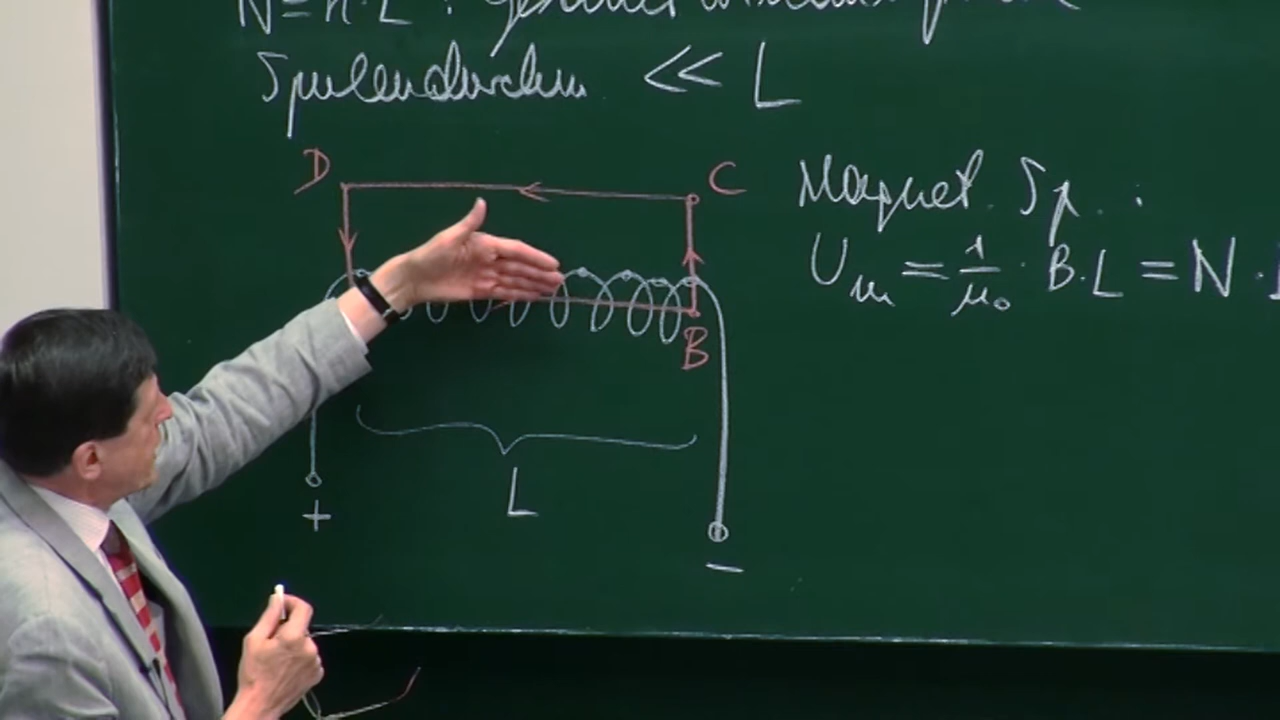 N = n · L :
Spulendurchm. << L
D
C
Magnet. Sp. :
U_m = 1/μ₀ · B·L = N ·
B
L
+
−